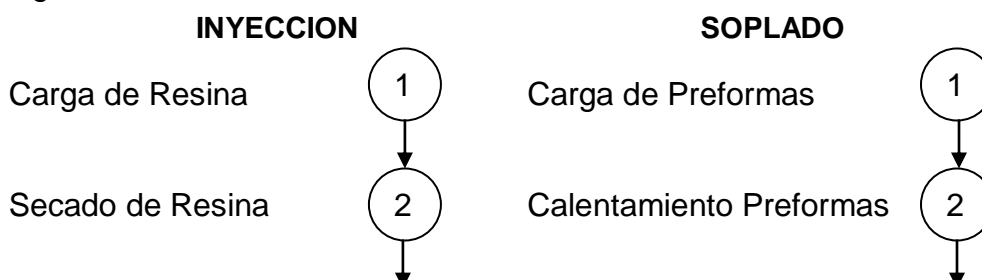 INYECCION SOPLADO
Carga de Resina 1 Carga de Preformas 1
Secado de Resina 2 Calentamiento Preformas 2